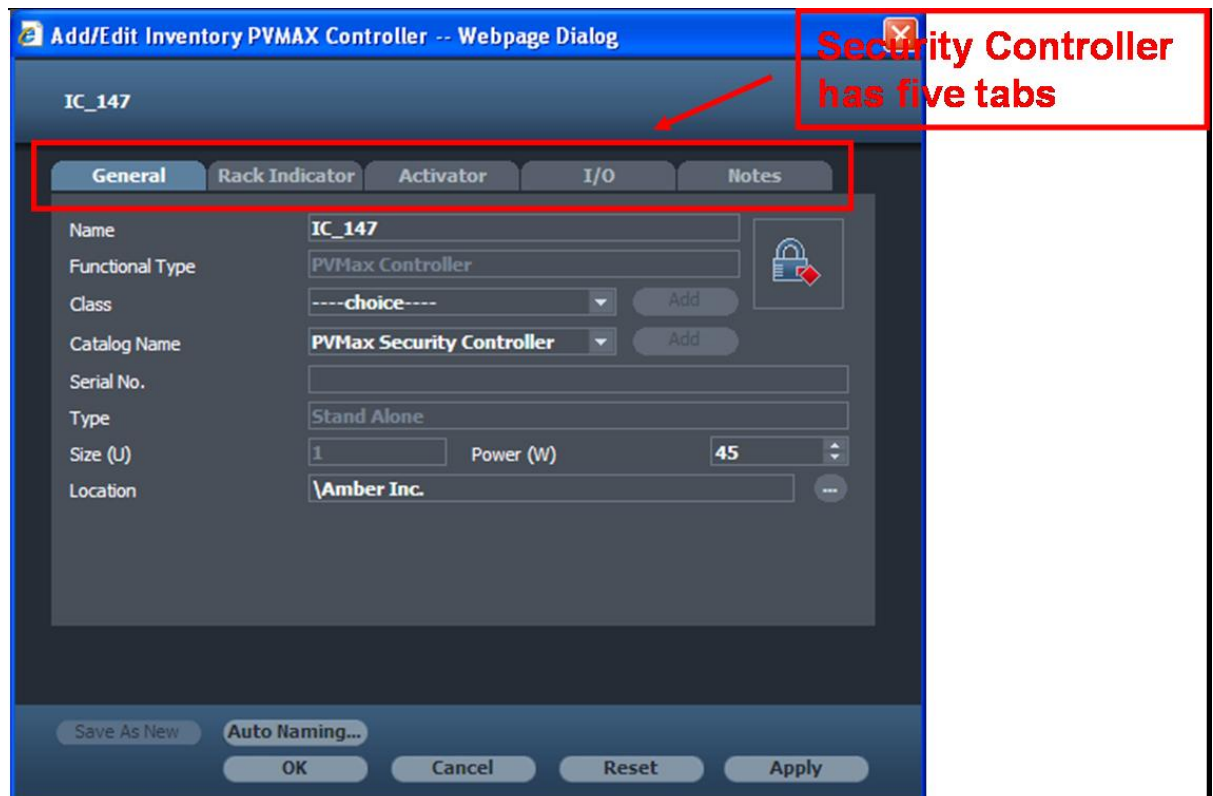 Add/Edit Inventory PVMAX Controller -- Webpage Dialog
Security Controller
has five tabs
IC_147
General Rack Indicator Activator I/O Notes
Name IC_147
Functional Type PVMax Controller
Class ----choice---- Add
Catalog Name PVMax Security Controller Add
Serial No.
Type Stand Alone
Size (U) 1 Power (W) 45
Location \Amber Inc. ...
Save As New Auto Naming...
OK Cancel Reset Apply